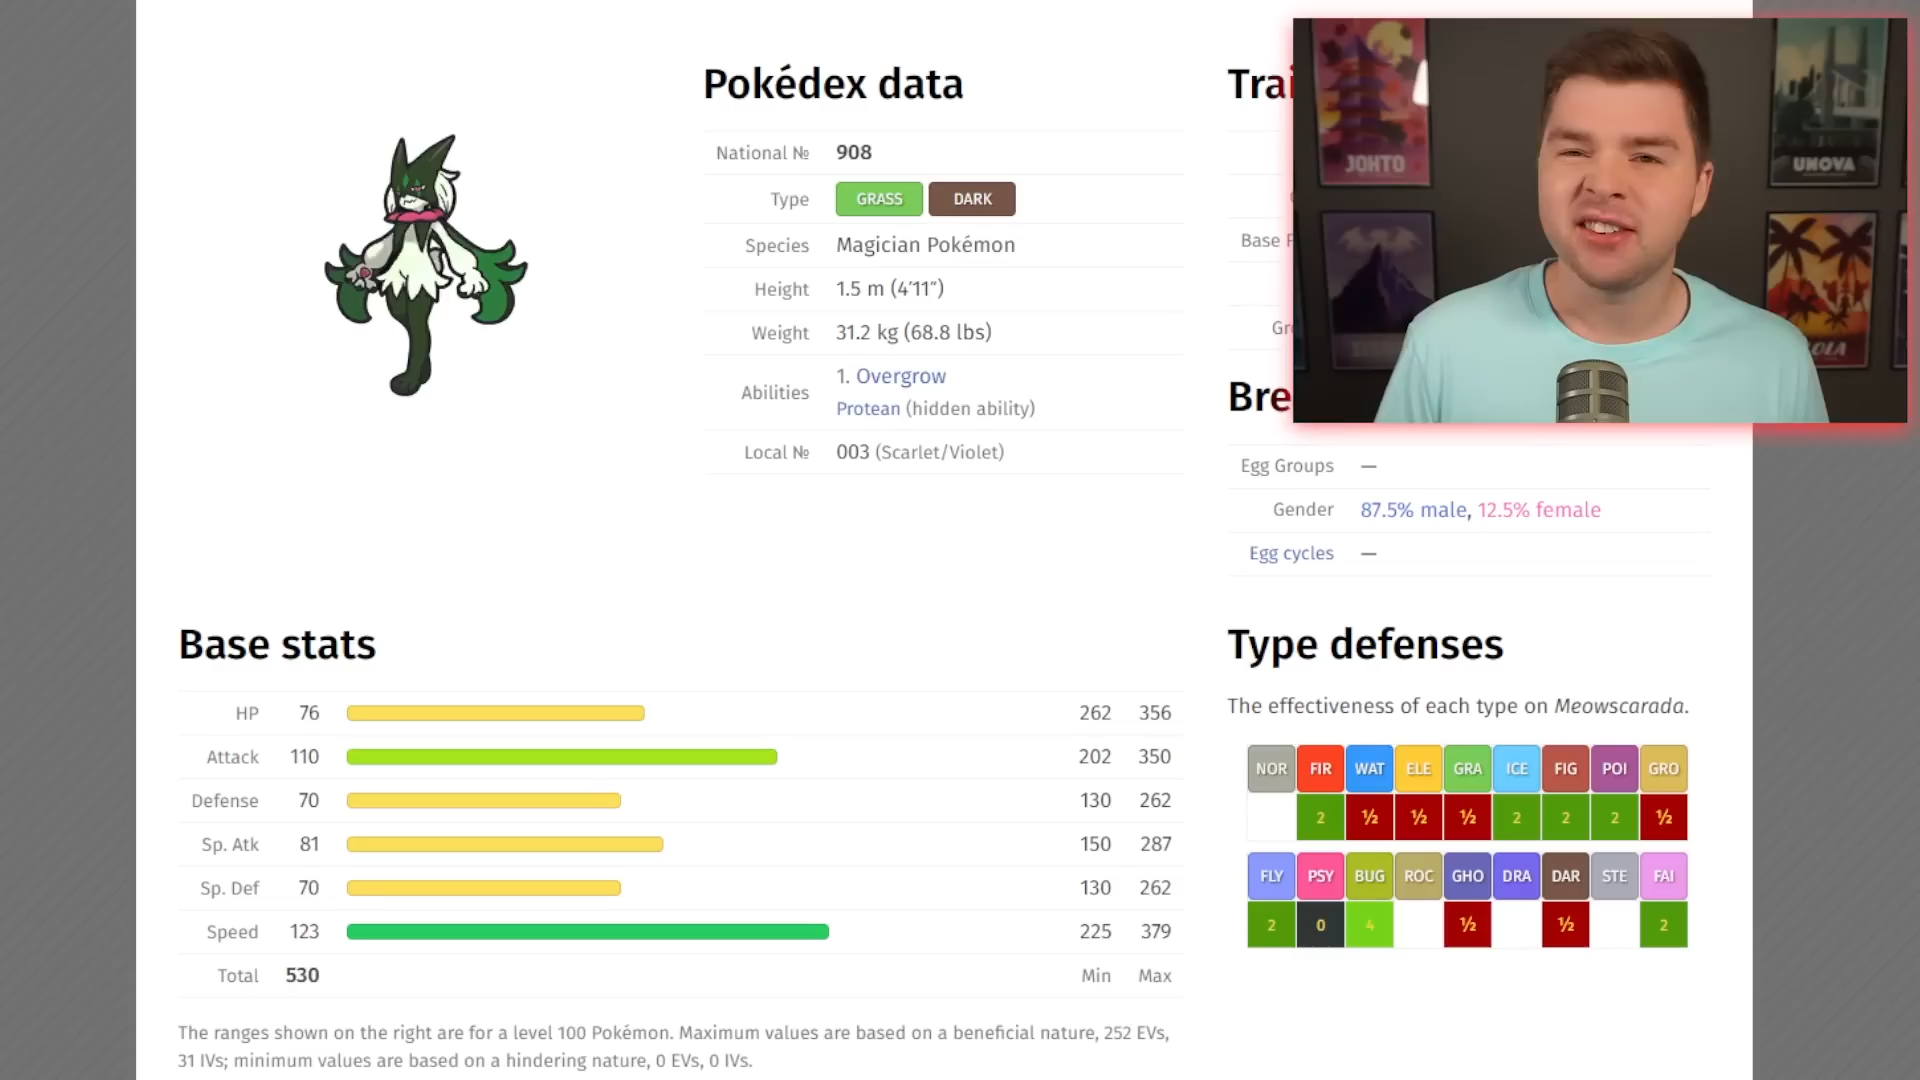 Pokédex data
National № 908
Type GRASS DARK
Species Magician Pokémon
Height 1.5 m (4'11″)
Weight 31.2 kg (68.8 lbs)
Abilities 1. Overgrow
Protean (hidden ability)
Local № 003 (Scarlet/Violet)
Trai
Base F
Gr
Bre
Egg Groups —
Gender 87.5% male, 12.5% female
Egg cycles —
JOHTO
UNOVA
OLA
Base stats
HP 76 262 356
Attack 110 202 350
Defense 70 130 262
Sp. Atk 81 150 287
Sp. Def 70 130 262
Speed 123 225 379
Total 530 Min Max
The ranges shown on the right are for a level 100 Pokémon. Maximum values are based on a beneficial nature, 252 EVs,
31 IVs; minimum values are based on a hindering nature, 0 EVs, 0 IVs.
Type defenses
The effectiveness of each type on Meowscarada.
NOR FIR WAT ELE GRA ICE FIG POI GRO
2 ½ ½ ½ 2 2 2 ½
FLY PSY BUG ROC GHO DRA DAR STE FAI
2 0 4 ½ ½ 2